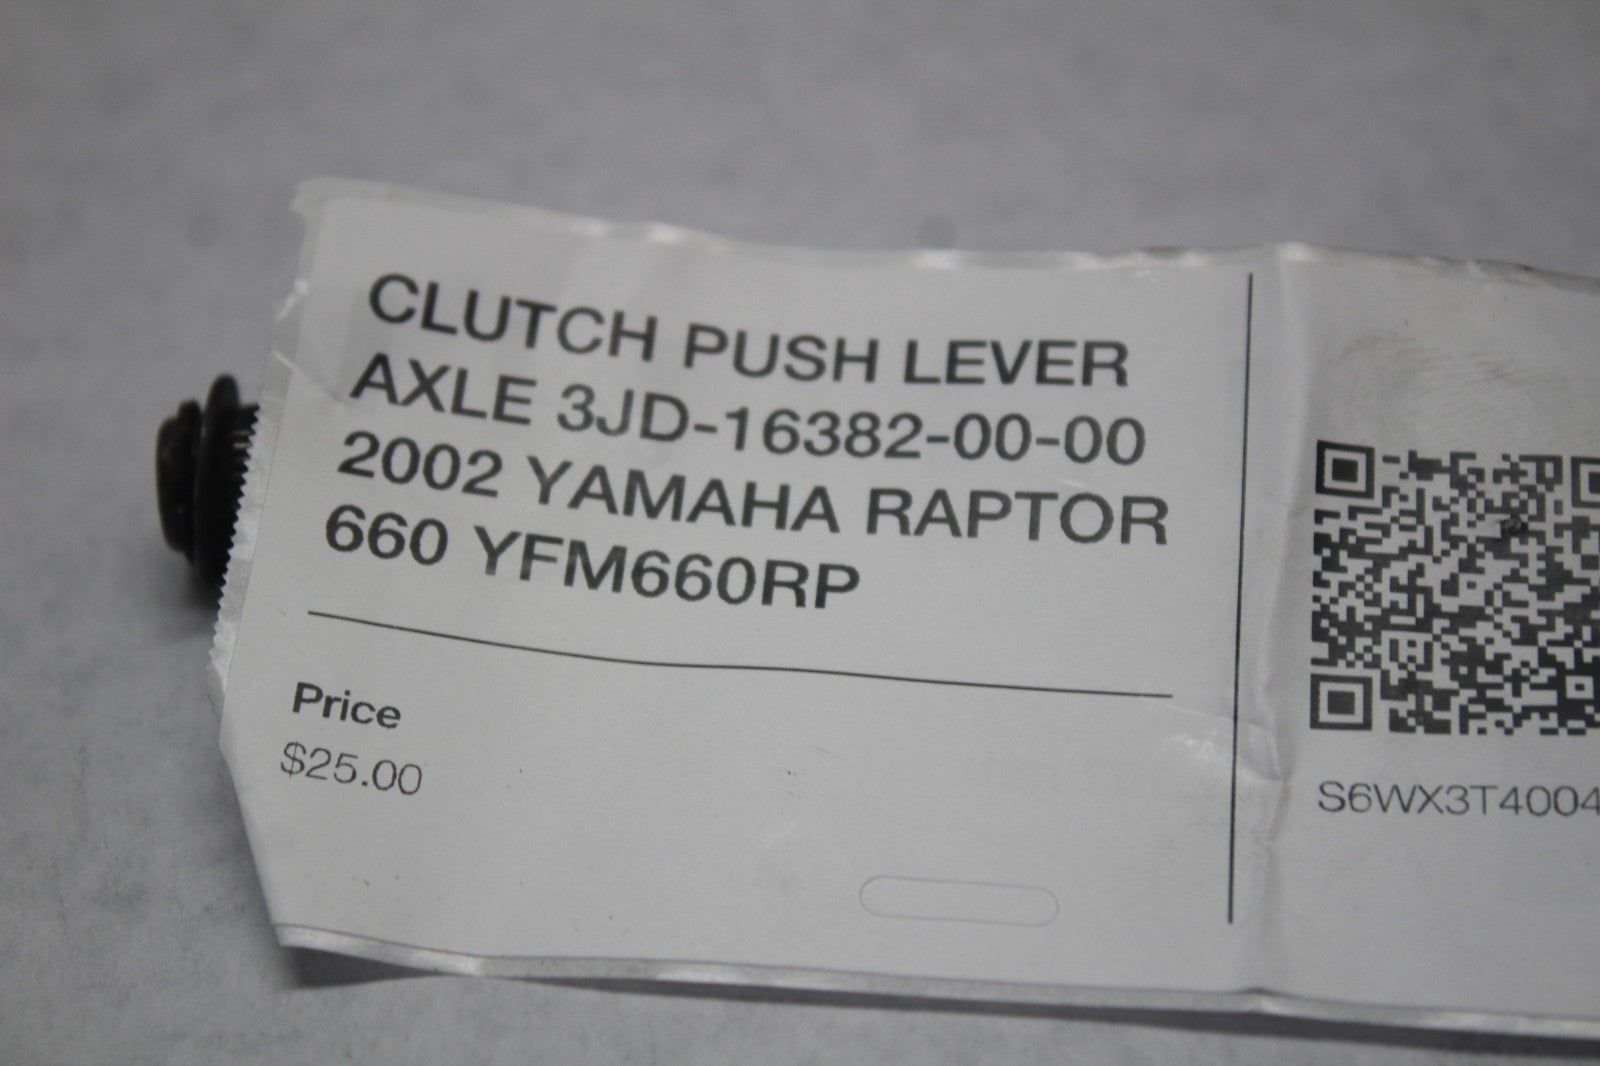 CLUTCH PUSH LEVER
AXLE 3JD-16382-00-00
2002 YAMAHA RAPTOR
660 YFM660RP
Price
$25.00
S6WX3T4004